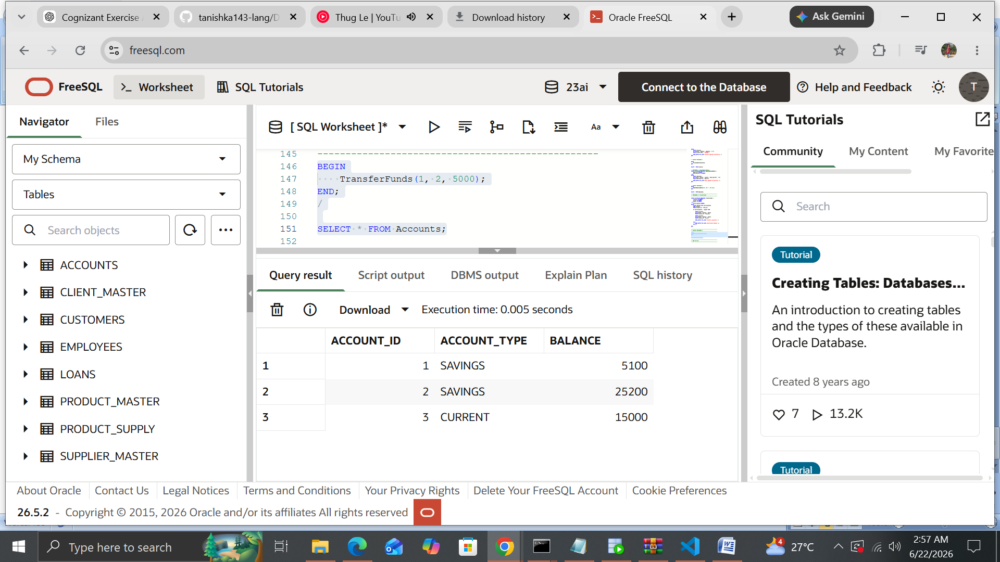 Cognizant Exercise
tanishka143-lang/D
Thug Le | YouTu
Download history
Oracle FreeSQL
Ask Gemini
freesql.com
FreeSQL
Worksheet
SQL Tutorials
23ai
Connect to the Database
Help and Feedback
T
Navigator
Files
My Schema
Tables
Search objects
ACCOUNTS
CLIENT_MASTER
CUSTOMERS
EMPLOYEES
LOANS
PRODUCT_MASTER
PRODUCT_SUPPLY
SUPPLIER_MASTER
[ SQL Worksheet ]*
Aa
145 --------------------------------------------------
146 BEGIN
147 TransferFunds(1, 2, 5000);
148 END;
149 /
150
151 SELECT * FROM Accounts;
152
Query result
Script output
DBMS output
Explain Plan
SQL history
Download
Execution time: 0.005 seconds
ACCOUNT_ID ACCOUNT_TYPE BALANCE
1 1 SAVINGS 5100
2 2 SAVINGS 25200
3 3 CURRENT 15000
SQL Tutorials
Community
My Content
My Favorite
Search
Tutorial
Creating Tables: Databases...
An introduction to creating tables
and the types of these available in
Oracle Database.
Created 8 years ago
7
13.2K
Tutorial
About Oracle
Contact Us
Legal Notices
Terms and Conditions
Your Privacy Rights
Delete Your FreeSQL Account
Cookie Preferences
26.5.2 - Copyright © 2015, 2026 Oracle and/or its affiliates All rights reserved
Type here to search
4
27°C
2:57 AM
6/22/2026